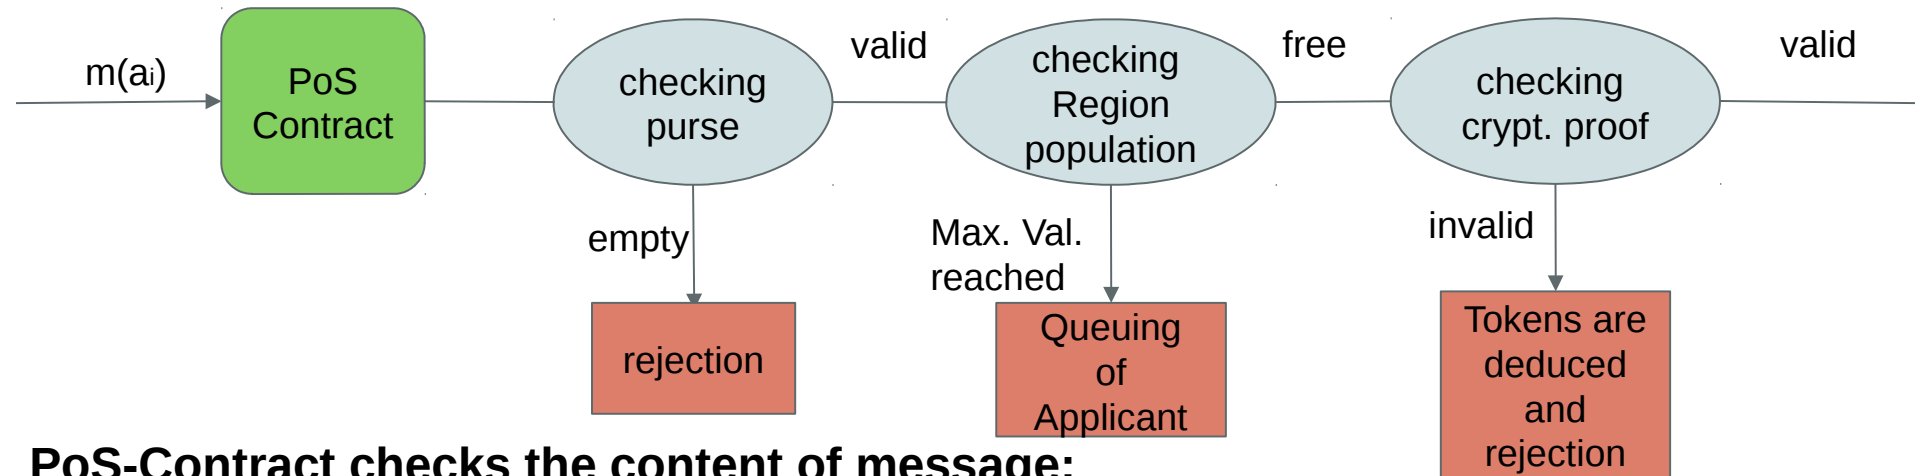 m(ai)
PoS
Contract
checking
purse
valid
checking
Region
population
free
checking
crypt. proof
valid
empty
Max. Val.
reached
invalid
rejection
Queuing
of
Applicant
Tokens are
deduced
and
rejection
PoS-Contract checks the content of message: